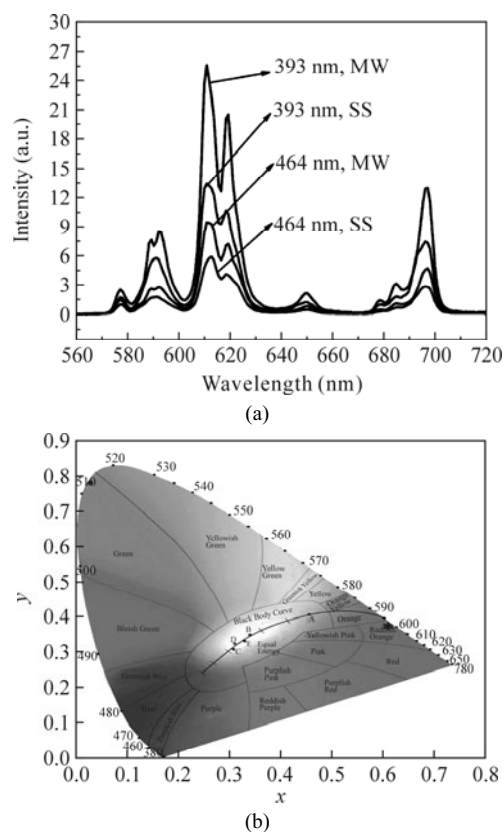 30
27
24
21
18
15
12
9
6
3
0
Intensity (a.u.)
393 nm, MW
393 nm, SS
464 nm, MW
464 nm, SS
560 580 600 620 640 660 680 700 720
Wavelength (nm)
(a)
0.9
0.8
0.7
0.6
0.5
0.4
0.3
0.2
0.1
0.0
y
520
530
510
540
550
560
570
580
590
600
610
620
630
650
780
500
490
480
470
460
380
Green
Yellowish Green
Yellow Green
Yellow
Black Body Curve
Orange
Bluish Green
A
B
D
C
E
Equal Energy
Yellowish Pink
Pink
Purplish Pink
Red
Purplish Red
Reddish Purple
Purple
0.0 0.1 0.2 0.3 0.4 0.5 0.6 0.7 0.8
x
(b)